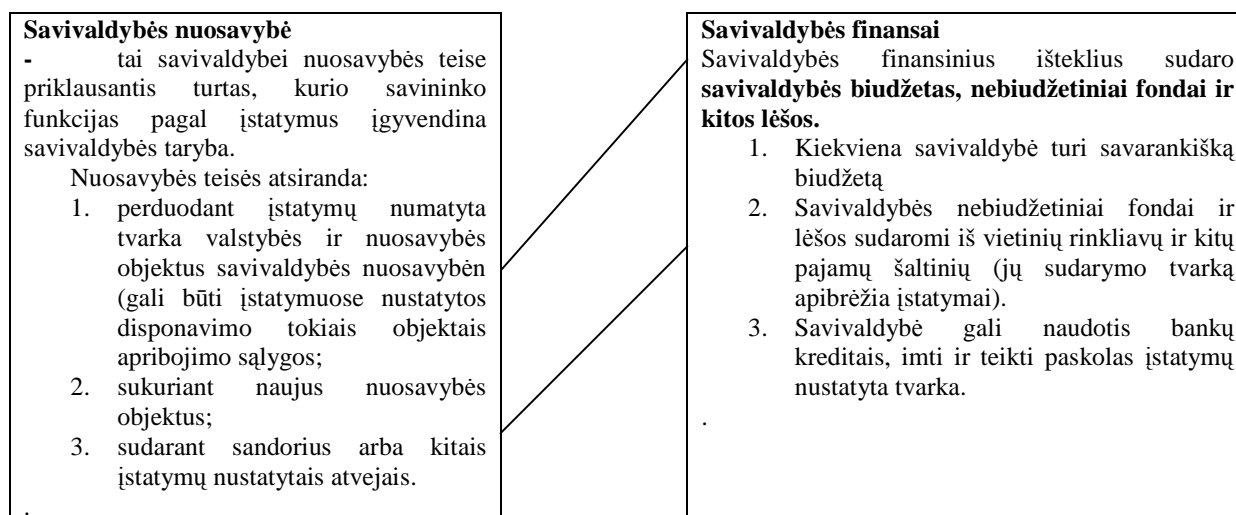 Savivaldybės nuosavybė
- tai savivaldybei nuosavybės teise
priklausantis turtas, kurio savininko
funkcijas pagal įstatymus įgyvendina
savivaldybės taryba.
Nuosavybės teisės atsiranda:
1. perduodant įstatymų numatyta
tvarka valstybės ir nuosavybės
objektus savivaldybės nuosavybėn
(gali būti įstatymuose nustatytos
disponavimo tokiais objektais
apribojimo sąlygos;
2. sukuriant naujus nuosavybės
objektus;
3. sudarant sandorius arba kitais
įstatymų nustatytais atvejais.
.
Savivaldybės finansai
Savivaldybės finansinius išteklius sudaro
savivaldybės biudžetas, nebiudžetiniai fondai ir
kitos lėšos.
1. Kiekviena savivaldybė turi savarankišką
biudžetą
2. Savivaldybės nebiudžetiniai fondai ir
lėšos sudaromi iš vietinių rinkliavų ir kitų
pajamų šaltinių (jų sudarymo tvarką
apibrėžia įstatymai).
3. Savivaldybė gali naudotis bankų
kreditais, imti ir teikti paskolas įstatymų
nustatyta tvarka.
.